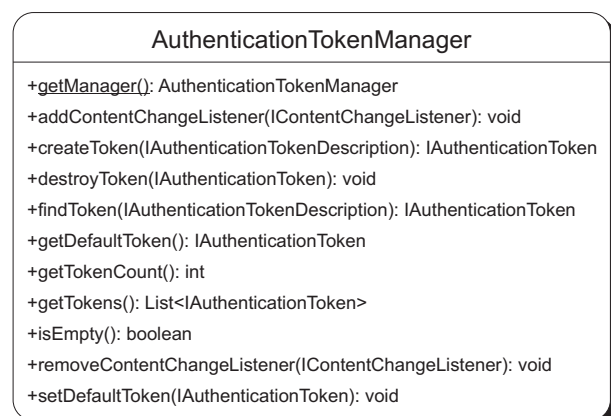 AuthenticationTokenManager
+getManager(): AuthenticationTokenManager
+addContentChangeListener(IContentChangeListener): void
+createToken(IAuthenticationTokenDescription): IAuthenticationToken
+destroyToken(IAuthenticationToken): void
+findToken(IAuthenticationTokenDescription): IAuthenticationToken
+getDefaultToken(): IAuthenticationToken
+getTokenCount(): int
+getTokens(): List<IAuthenticationToken>
+isEmpty(): boolean
+removeContentChangeListener(IContentChangeListener): void
+setDefaultToken(IAuthenticationToken): void